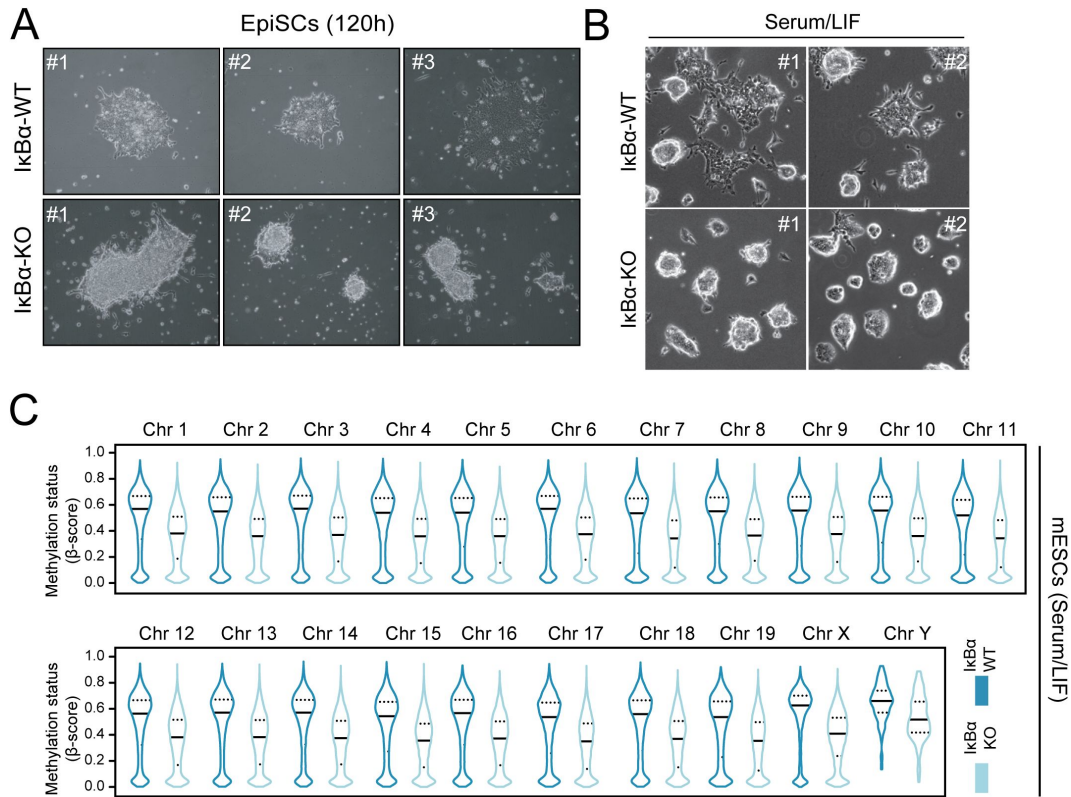 A
EpiSCs (120h)
IκBα-WT
#1
#2
#3
IκBα-KO
#1
#2
#3
B
Serum/LIF
IκBα-WT
#1
#2
IκBα-KO
#1
#2
C
Chr 1 Chr 2 Chr 3 Chr 4 Chr 5 Chr 6 Chr 7 Chr 8 Chr 9 Chr 10 Chr 11
Methylation status
(β-score)
1.0
0.8
0.6
0.4
0.2
0.0
Chr 12 Chr 13 Chr 14 Chr 15 Chr 16 Chr 17 Chr 18 Chr 19 Chr X Chr Y
Methylation status
(β-score)
1.0
0.8
0.6
0.4
0.2
0.0
IκBα
WT
IκBα
KO
mESCs (Serum/LIF)